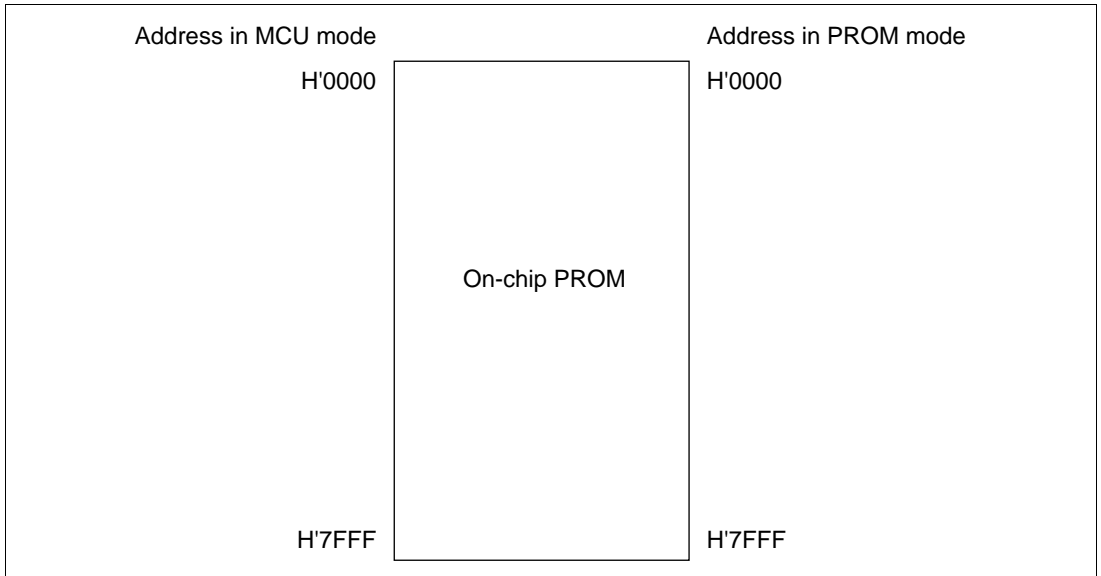 Address in MCU mode
Address in PROM mode
H'0000
H'0000
On-chip PROM
H'7FFF
H'7FFF